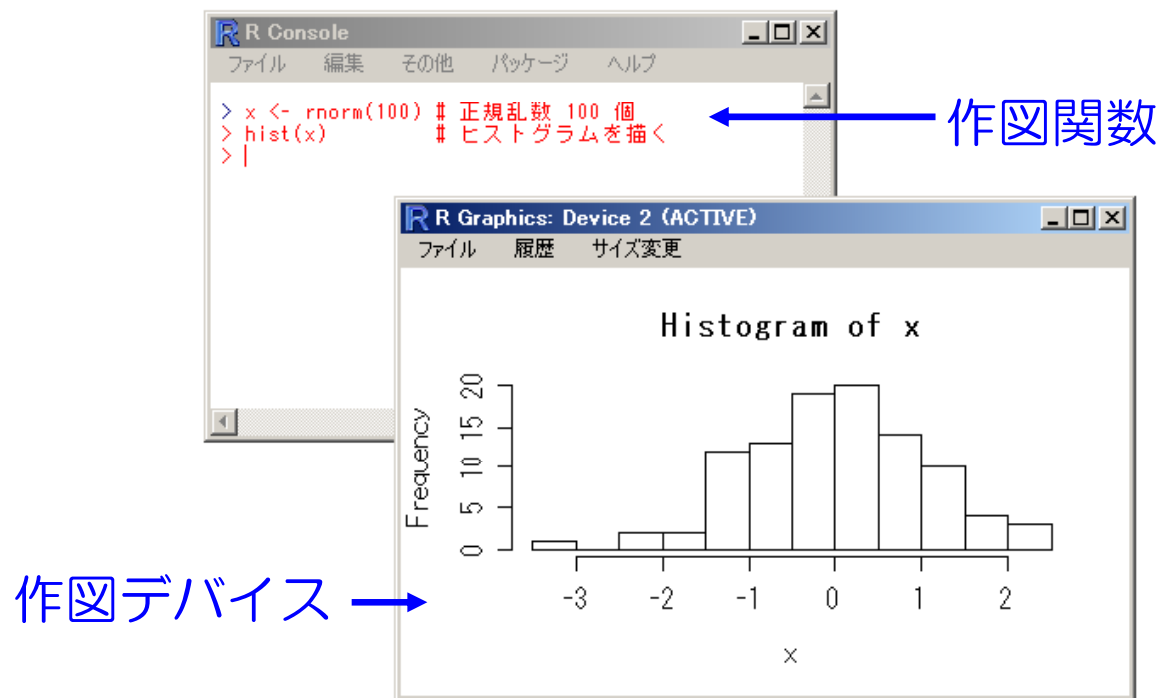 R Console
ファイル 編集 その他 パッケージ ヘルプ
> x <- rnorm(100) # 正規乱数 100 個
> hist(x) # ヒストグラムを描く
>
作図関数
R Graphics: Device 2 (ACTIVE)
ファイル 履歴 サイズ変更
Histogram of x
Frequency
0 5 10 15 20
-3 -2 -1 0 1 2
x
作図デバイス